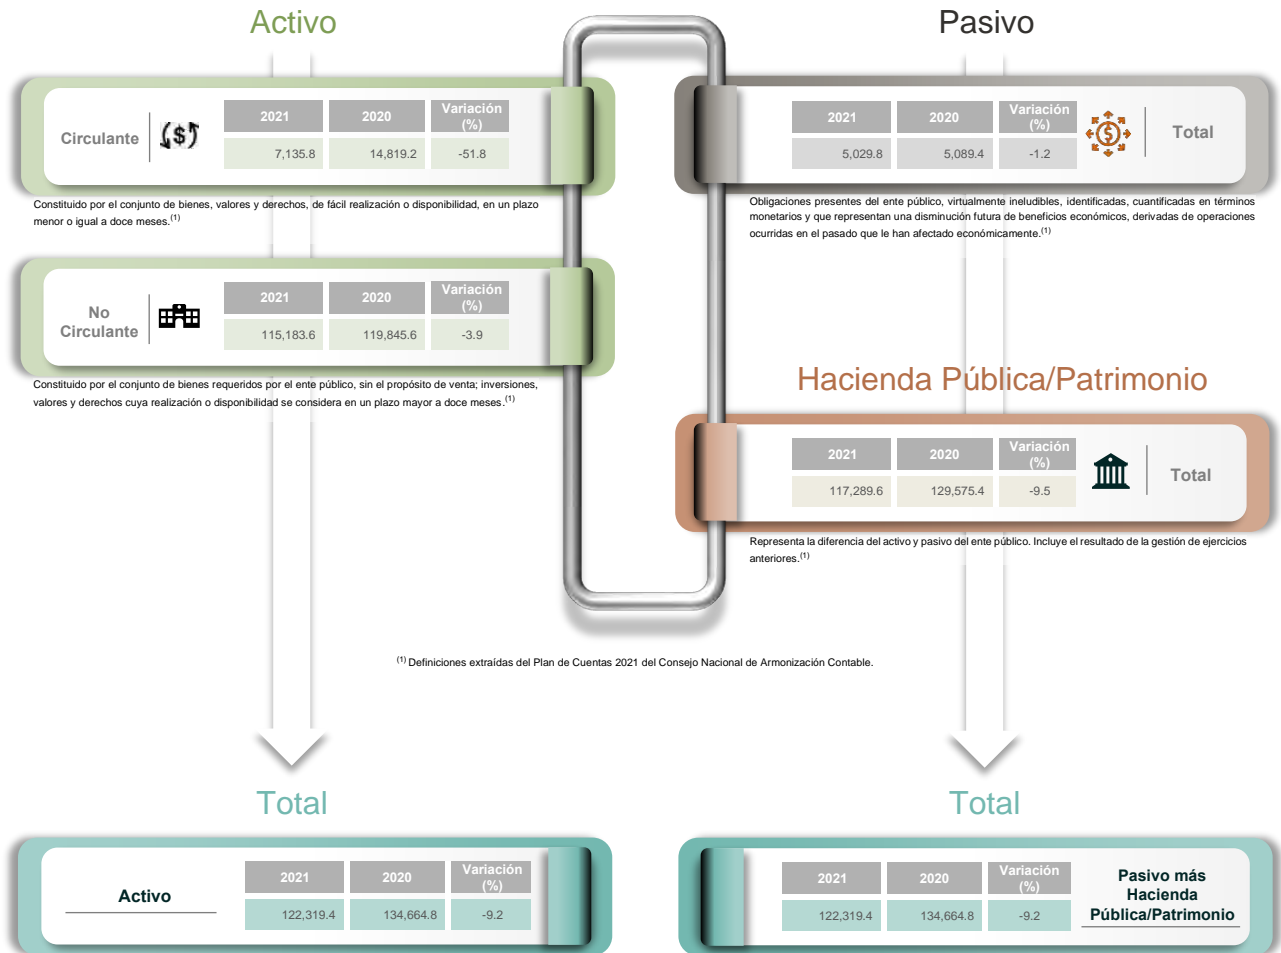 Activo
Circulante
2021 2020 Variación (%)
7,135.8 14,819.2 -51.8
Constituido por el conjunto de bienes, valores y derechos, de fácil realización o disponibilidad, en un plazo
menor o igual a doce meses.(1)
No
Circulante
2021 2020 Variación (%)
115,183.6 119,845.6 -3.9
Constituido por el conjunto de bienes requeridos por el ente público, sin el propósito de venta; inversiones,
valores y derechos cuya realización o disponibilidad se considera en un plazo mayor a doce meses.(1)
Pasivo
2021 2020 Variación (%)
5,029.8 5,089.4 -1.2
Total
Obligaciones presentes del ente público, virtualmente ineludibles, identificadas, cuantificadas en términos
monetarios y que representan una disminución futura de beneficios económicos, derivadas de operaciones
ocurridas en el pasado que le han afectado económicamente.(1)
Hacienda Pública/Patrimonio
2021 2020 Variación (%)
117,289.6 129,575.4 -9.5
Total
Representa la diferencia del activo y pasivo del ente público. Incluye el resultado de la gestión de ejercicios
anteriores.(1)
(1) Definiciones extraídas del Plan de Cuentas 2021 del Consejo Nacional de Armonización Contable.
Total
Activo
2021 2020 Variación (%)
122,319.4 134,664.8 -9.2
Total
2021 2020 Variación (%)
122,319.4 134,664.8 -9.2
Pasivo más
Hacienda
Pública/Patrimonio